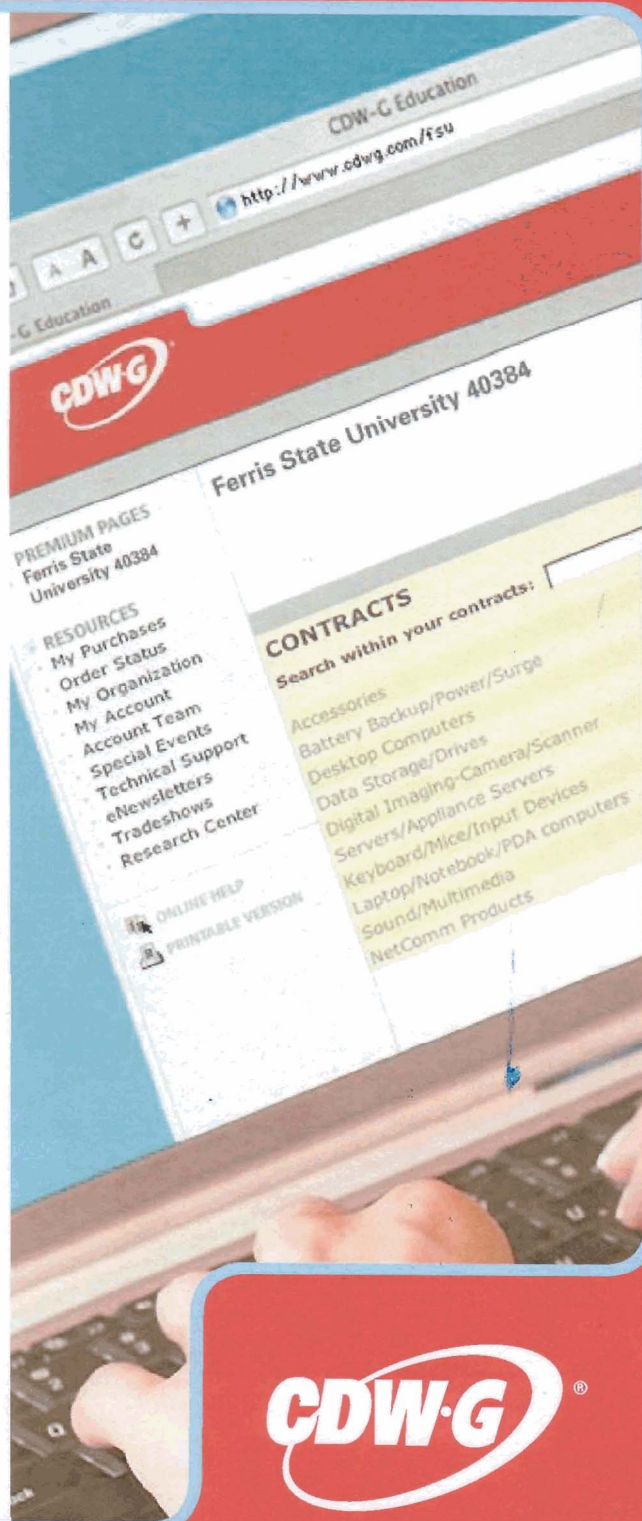 CDW-G Education
http://www.cdwg.com/fsu
A A C +
-G Education
CDW·G
Ferris State University 40384
PREMIUM PAGES
Ferris State
University 40384
RESOURCES
My Purchases
Order Status
My Organization
My Account
Account Team
Special Events
Technical Support
eNewsletters
Tradeshows
Research Center
ONLINE HELP
PRINTABLE VERSION
CONTRACTS
Search within your contracts:
Accessories
Battery Backup/Power/Surge
Desktop Computers
Data Storage/Drives
Digital Imaging-Camera/Scanner
Servers/Appliance Servers
Keyboard/Mice/Input Devices
Laptop/Notebook/PDA computers
Sound/Multimedia
NetComm Products
CDW·G®